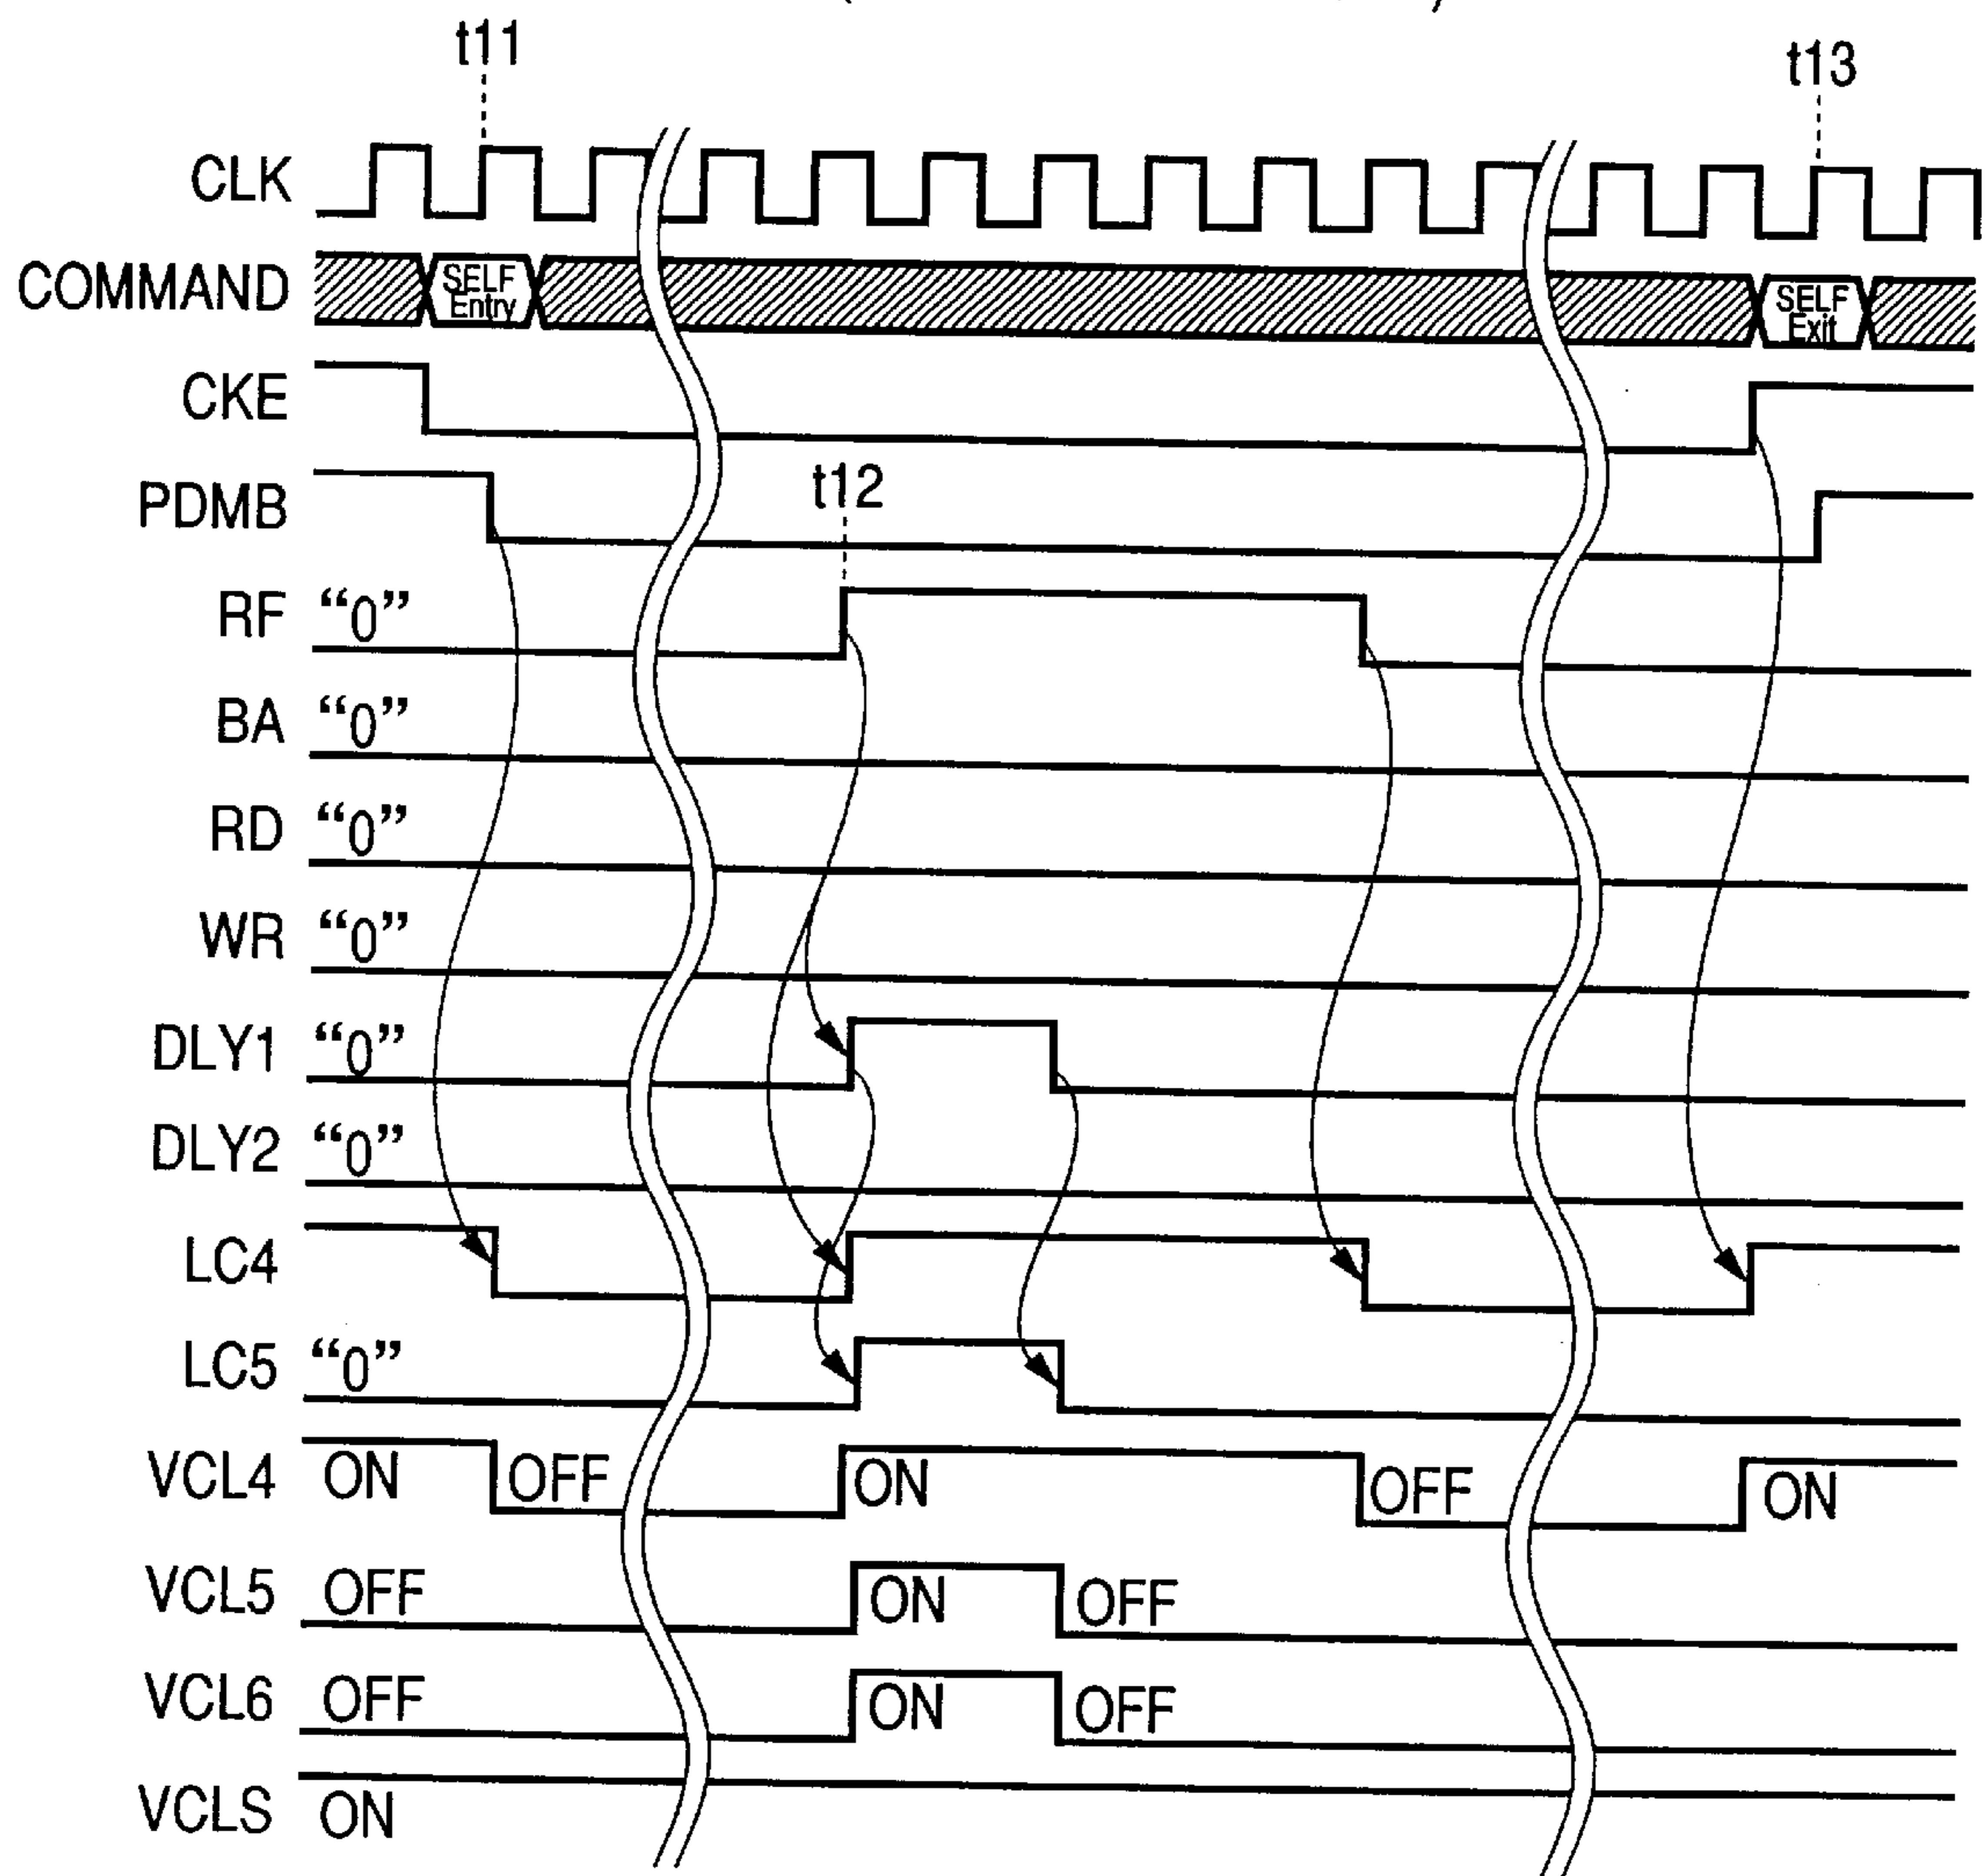 t11
t13
CLK
COMMAND
SELF
Entry
SELF
Exit
CKE
PDMB
t12
RF “0”
BA “0”
RD “0”
WR “0”
DLY1 “0”
DLY2 “0”
LC4
LC5 “0”
VCL4 ON OFF ON OFF ON
VCL5 OFF ON OFF
VCL6 OFF ON OFF
VCLS ON